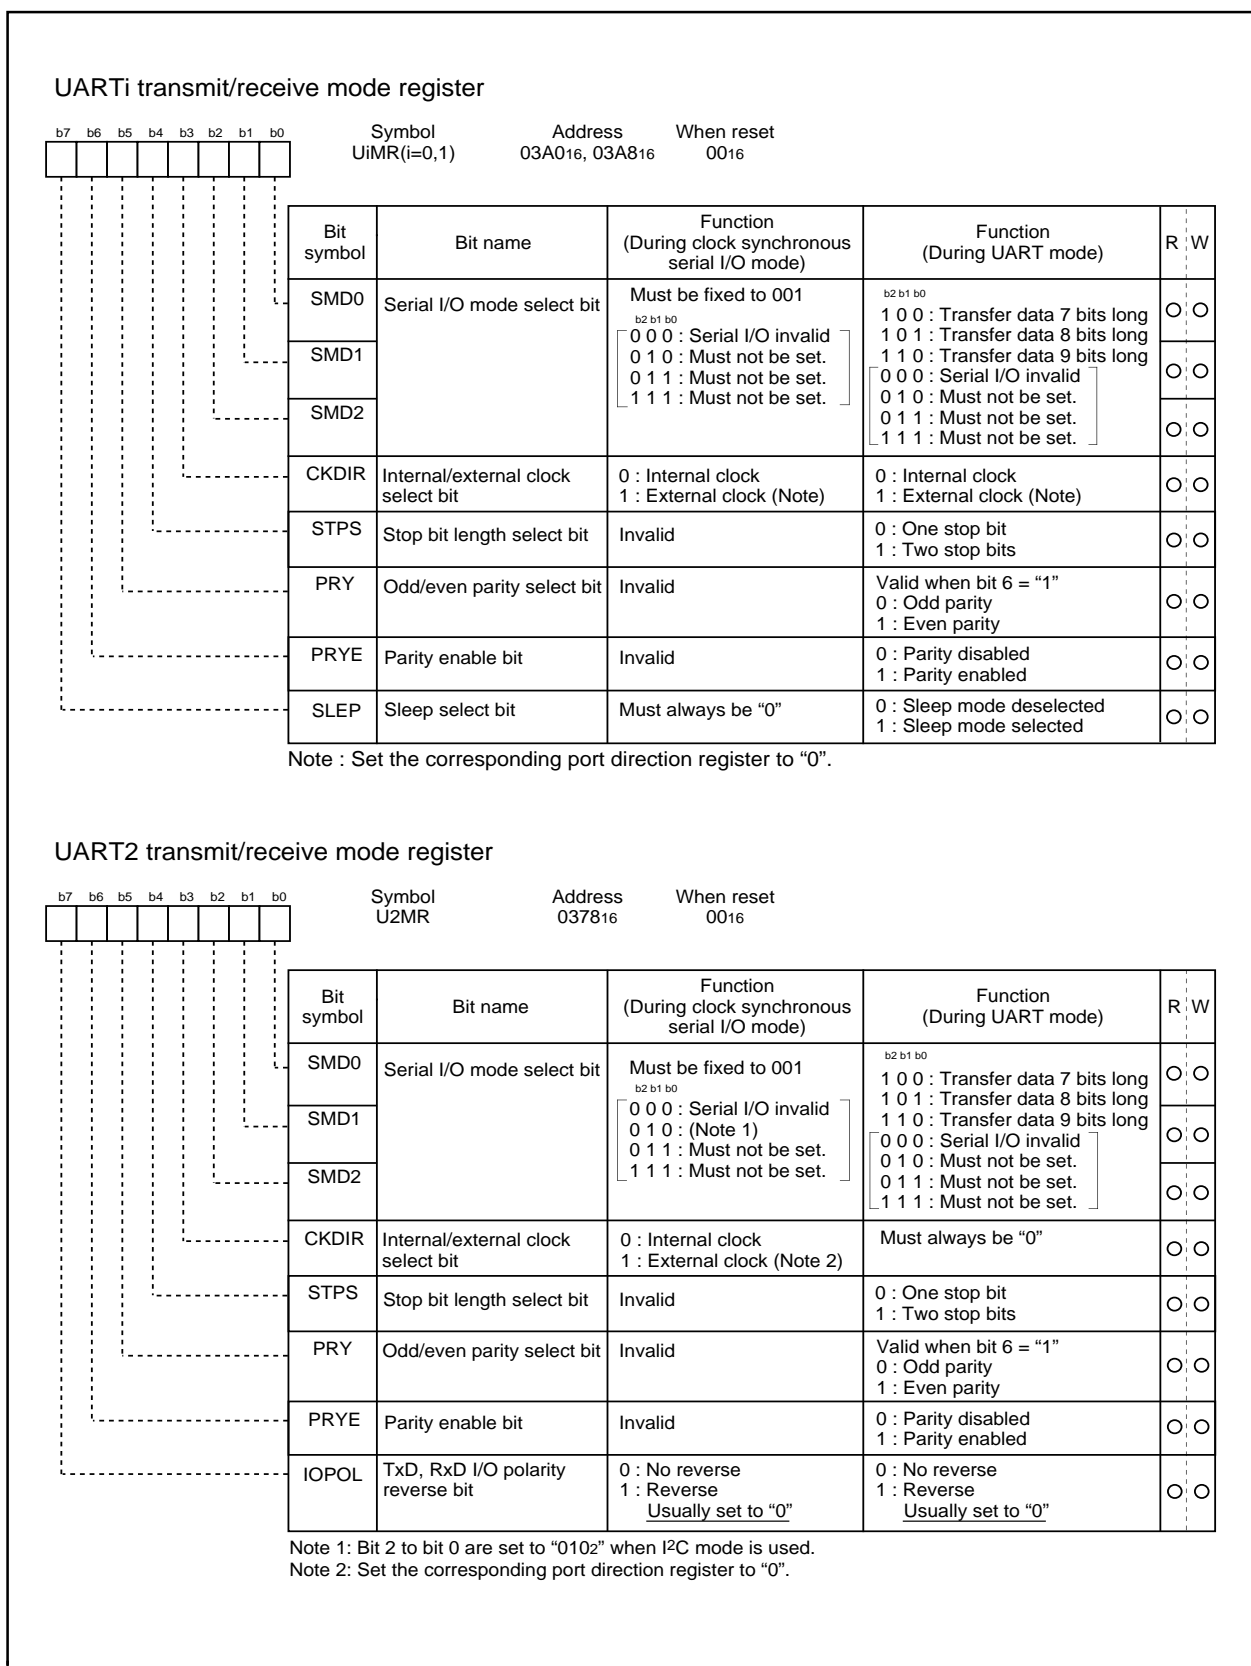 UARTi transmit/receive mode register
b7 b6 b5 b4 b3 b2 b1 b0
Symbol Address When reset
UiMR(i=0,1) 03A016, 03A816 0016
Bit symbol Bit name Function (During clock synchronous serial I/O mode) Function (During UART mode) R W
SMD0 Serial I/O mode select bit
SMD1
SMD2
Must be fixed to 001
b2 b1 b0
0 0 0 : Serial I/O invalid
0 1 0 : Must not be set.
0 1 1 : Must not be set.
1 1 1 : Must not be set.
b2 b1 b0
1 0 0 : Transfer data 7 bits long
1 0 1 : Transfer data 8 bits long
1 1 0 : Transfer data 9 bits long
0 0 0 : Serial I/O invalid
0 1 0 : Must not be set.
0 1 1 : Must not be set.
1 1 1 : Must not be set.
CKDIR Internal/external clock select bit
0 : Internal clock
1 : External clock (Note)
0 : Internal clock
1 : External clock (Note)
STPS Stop bit length select bit Invalid
0 : One stop bit
1 : Two stop bits
PRY Odd/even parity select bit Invalid
Valid when bit 6 = “1”
0 : Odd parity
1 : Even parity
PRYE Parity enable bit Invalid
0 : Parity disabled
1 : Parity enabled
SLEP Sleep select bit Must always be “0”
0 : Sleep mode deselected
1 : Sleep mode selected
Note : Set the corresponding port direction register to “0”.
UART2 transmit/receive mode register
b7 b6 b5 b4 b3 b2 b1 b0
Symbol Address When reset
U2MR 037816 0016
Bit symbol Bit name Function (During clock synchronous serial I/O mode) Function (During UART mode) R W
SMD0 Serial I/O mode select bit
SMD1
SMD2
Must be fixed to 001
b2 b1 b0
0 0 0 : Serial I/O invalid
0 1 0 : (Note 1)
0 1 1 : Must not be set.
1 1 1 : Must not be set.
b2 b1 b0
1 0 0 : Transfer data 7 bits long
1 0 1 : Transfer data 8 bits long
1 1 0 : Transfer data 9 bits long
0 0 0 : Serial I/O invalid
0 1 0 : Must not be set.
0 1 1 : Must not be set.
1 1 1 : Must not be set.
CKDIR Internal/external clock select bit
0 : Internal clock
1 : External clock (Note 2)
Must always be “0”
STPS Stop bit length select bit Invalid
0 : One stop bit
1 : Two stop bits
PRY Odd/even parity select bit Invalid
Valid when bit 6 = “1”
0 : Odd parity
1 : Even parity
PRYE Parity enable bit Invalid
0 : Parity disabled
1 : Parity enabled
IOPOL TxD, RxD I/O polarity reverse bit
0 : No reverse
1 : Reverse
Usually set to “0”
0 : No reverse
1 : Reverse
Usually set to “0”
Note 1: Bit 2 to bit 0 are set to “0102” when I2C mode is used.
Note 2: Set the corresponding port direction register to “0”.